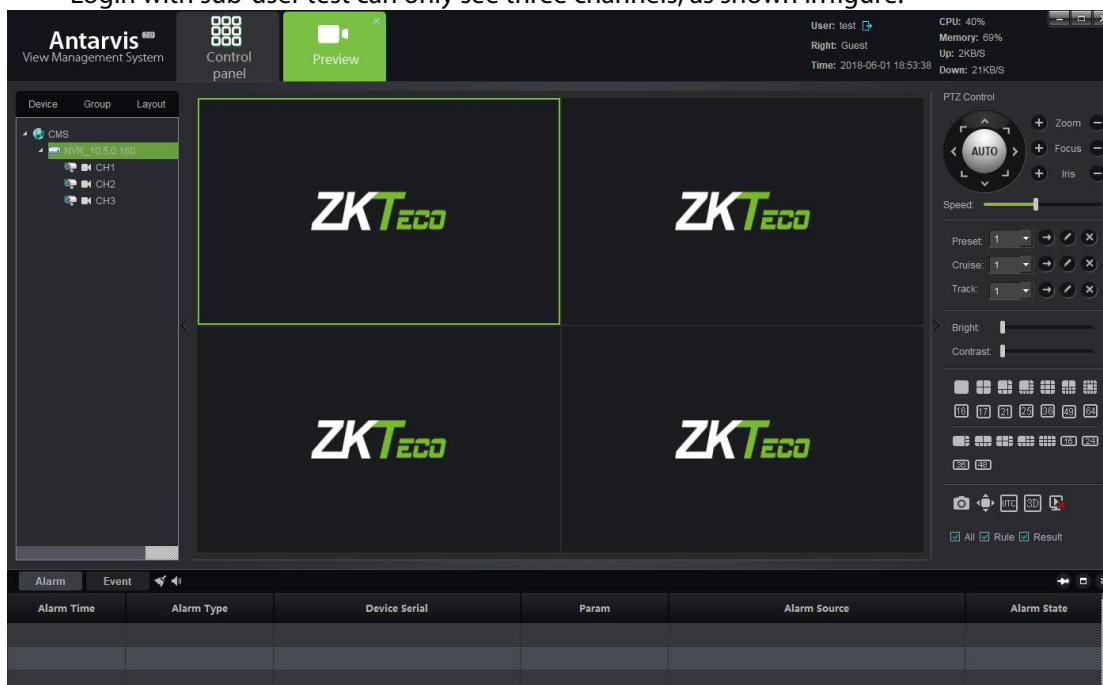 Login with sub-user test can only see three channels, as shown in figure.
Antarvis 2.0
View Management System
Control panel
Preview
User: test
Right: Guest
Time: 2018-06-01 18:53:38
CPU: 40%
Memory: 69%
Up: 2KB/S
Down: 21KB/S
Device Group Layout
CMS
NVR_10.5.0.160
CH1
CH2
CH3
ZKTECO
ZKTECO
ZKTECO
ZKTECO
PTZ Control
AUTO
Zoom
Focus
Iris
Speed:
Preset: 1
Cruise: 1
Track: 1
Bright:
Contrast:
16 17 21 25 36 49 64
16 24
36 48
UTC 3D
All Rule Result
Alarm Event
Alarm Time Alarm Type Device Serial Param Alarm Source Alarm State